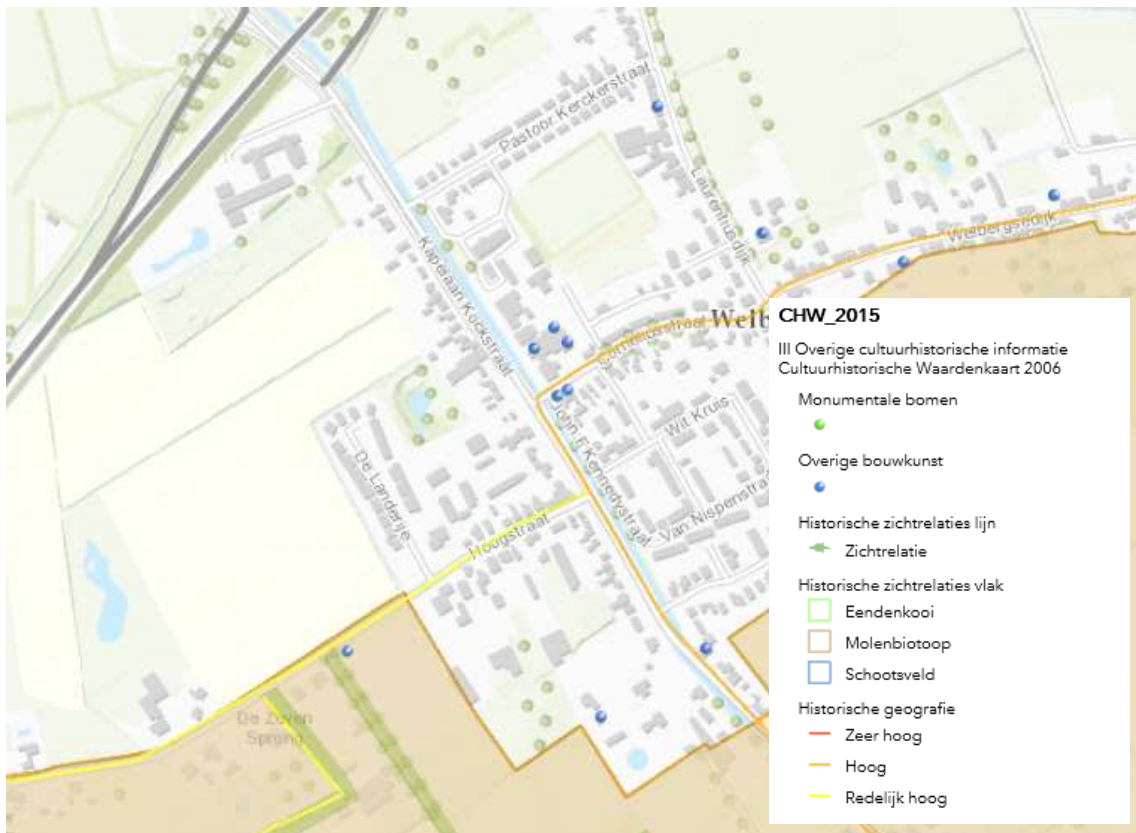 Pastoor Kerckerstraat
Laurentiusdijk
Welbergsedijk
Kapelaan Kockstraat
Corneliusstraat
Welb
Wit Kruis
John F Kennedystraat
Van Nispenstraat
De Landerije
Hoogstraat
De Zeven
Sprong
CHW_2015
III Overige cultuurhistorische informatie
Cultuurhistorische Waardenkaart 2006
Monumentale bomen
Overige bouwkunst
Historische zichtrelaties lijn
Zichtrelatie
Historische zichtrelaties vlak
Eendenkooi
Molenbiotoop
Schootsveld
Historische geografie
Zeer hoog
Hoog
Redelijk hoog